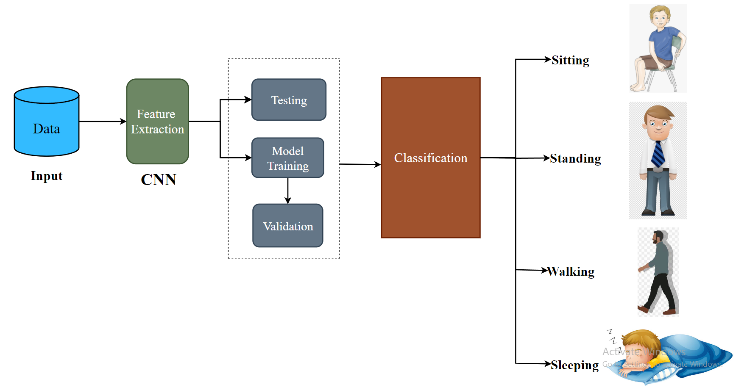 Data
Input
Feature
Extraction
CNN
Testing
Model
Training
Validation
Classification
Sitting
Standing
Walking
Sleeping